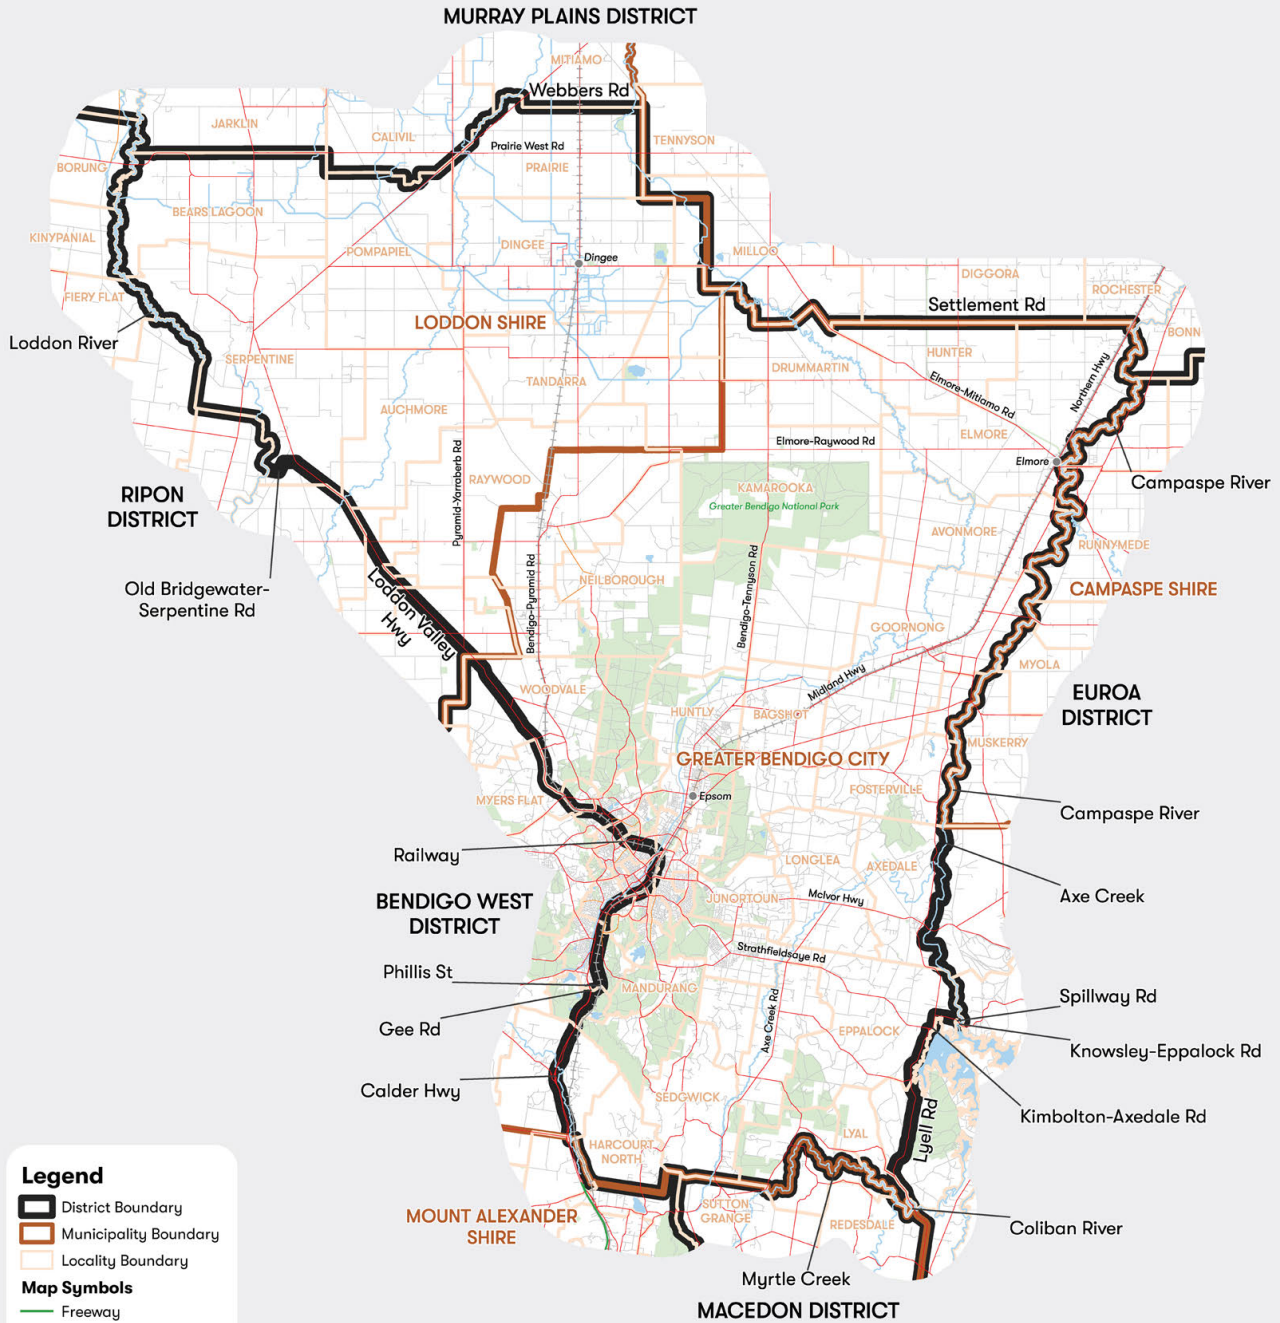 MURRAY PLAINS DISTRICT
MITIAMO
Webbers Rd
JARKLIN
CALIVIL
TENNYSON
Prairie West Rd
BORUNG
PRAIRIE
BEARS LAGOON
KINYPANIAL
POMPAPIEL
DINGEE
Dingee
MILLOO
DIGGORA
ROCHESTER
FIERY FLAT
Settlement Rd
LODDON SHIRE
BONN
Loddon River
SERPENTINE
HUNTER
Northern Hwy
DRUMMARTIN
TANDARRA
Elmore-Mitiamo Rd
AUCHMORE
ELMORE
Elmore-Raywood Rd
Elmore
Pyramid-Yarraberb Rd
RAYWOOD
KAMAROOKA
Greater Bendigo National Park
Campaspe River
RIPON
DISTRICT
AVONMORE
RUNNYMEDE
Old Bridgewater-
Serpentine Rd
Loddon Valley
Hwy
Bendigo-Pyramid Rd
NEILBOROUGH
Bendigo-Tennyson Rd
CAMPASPE SHIRE
GOORNONG
MYOLA
Midland Hwy
WOODVALE
EUROA
DISTRICT
HUNTLY
BAGSHOT
MUSKERRY
GREATER BENDIGO CITY
FOSTERVILLE
MYERS FLAT
Epsom
Campaspe River
Railway
LONGLEA
AXEDALE
BENDIGO WEST
DISTRICT
JUNORTOUN
McIvor Hwy
Axe Creek
Strathfieldsaye Rd
Phillis St
MANDURANG
Spillway Rd
Gee Rd
Axe Creek Rd
EPPALOCK
Knowsley-Eppalock Rd
Calder Hwy
SEDGWICK
Kimbolton-Axedale Rd
Lyell Rd
HARCOURT
NORTH
LYAL
SUTTON
GRANGE
REDESDALE
MOUNT ALEXANDER
SHIRE
Coliban River
Myrtle Creek
MACEDON DISTRICT
Legend
District Boundary
Municipality Boundary
Locality Boundary
Map Symbols
Freeway